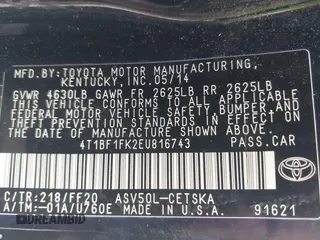 MFD.BY:TOYOTA MOTOR MANUFACTURING,
KENTUCKY, INC. 05/14
GVWR 4630LB GAWR FR 2625LB RR 2625LB
THIS VEHICLE CONFORMS TO ALL APPLICABLE
FEDERAL MOTOR VEHICLE SAFETY, BUMPER, AND
THEFT PREVENTION STANDARDS IN EFFECT ON
THE DATE OF MANUFACTURE SHOWN ABOVE.
4T1BF1FK2EU816743 PASS.CAR
C/TR:218/FF20 ASV50L-CETSKA
A/TM:-01A/U760E MADE IN U.S.A. 91621
TOYOTA
DREAMBID